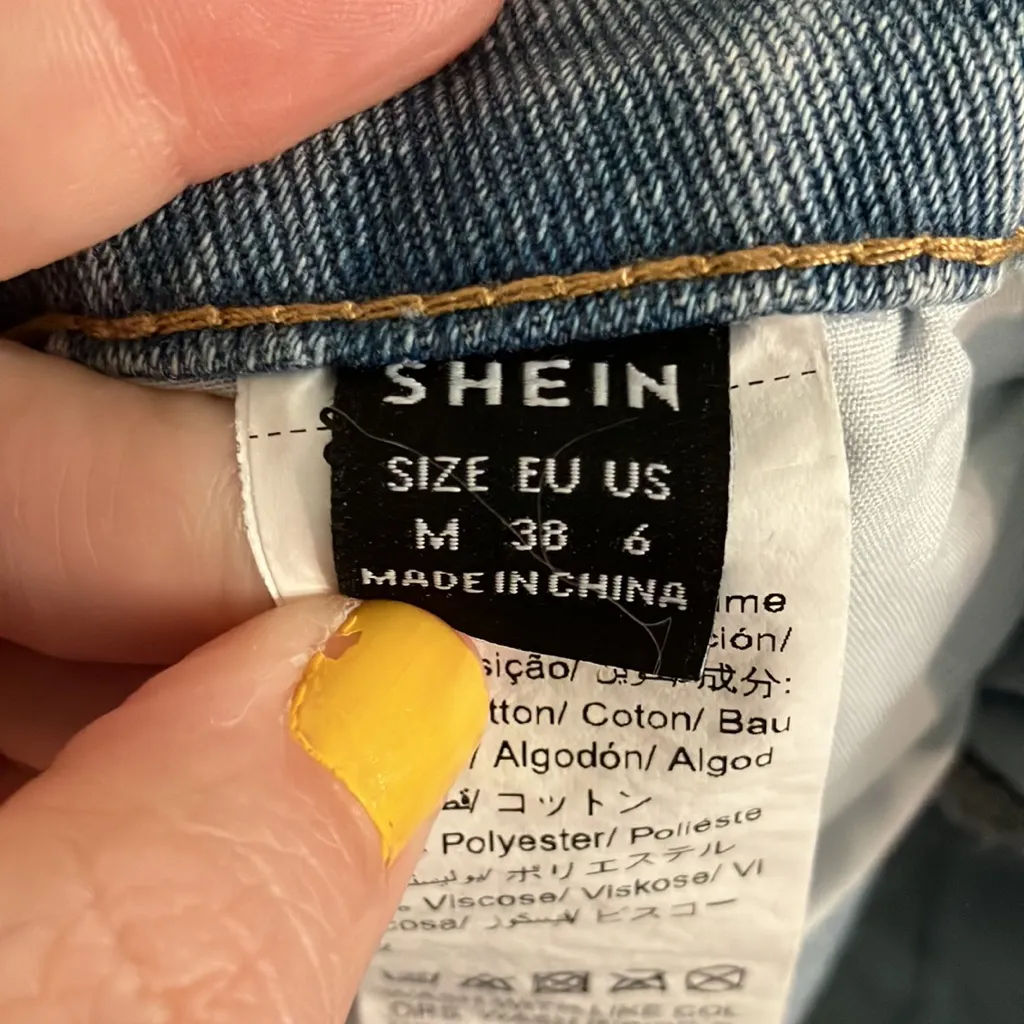 SHEIN
SIZE EU US
M 38 6
MADE IN CHINA
ime
ción/
sição/ 成分:
tton/ Coton/ Bau
/ Algodón/ Algod
/ コットン
Polyester/ Poliéste
ポリエステル
Viscose/ Viskose/ Vi
cosa/ ビスコー